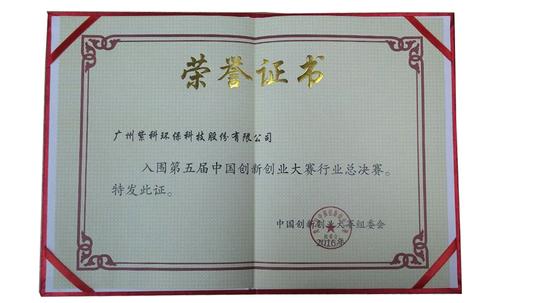 荣誉证书
广州紫科环保科技股份有限公司
入围第五届中国创新创业大赛行业总决赛。
特发此证。
中国创新创业大赛组委会
2016年